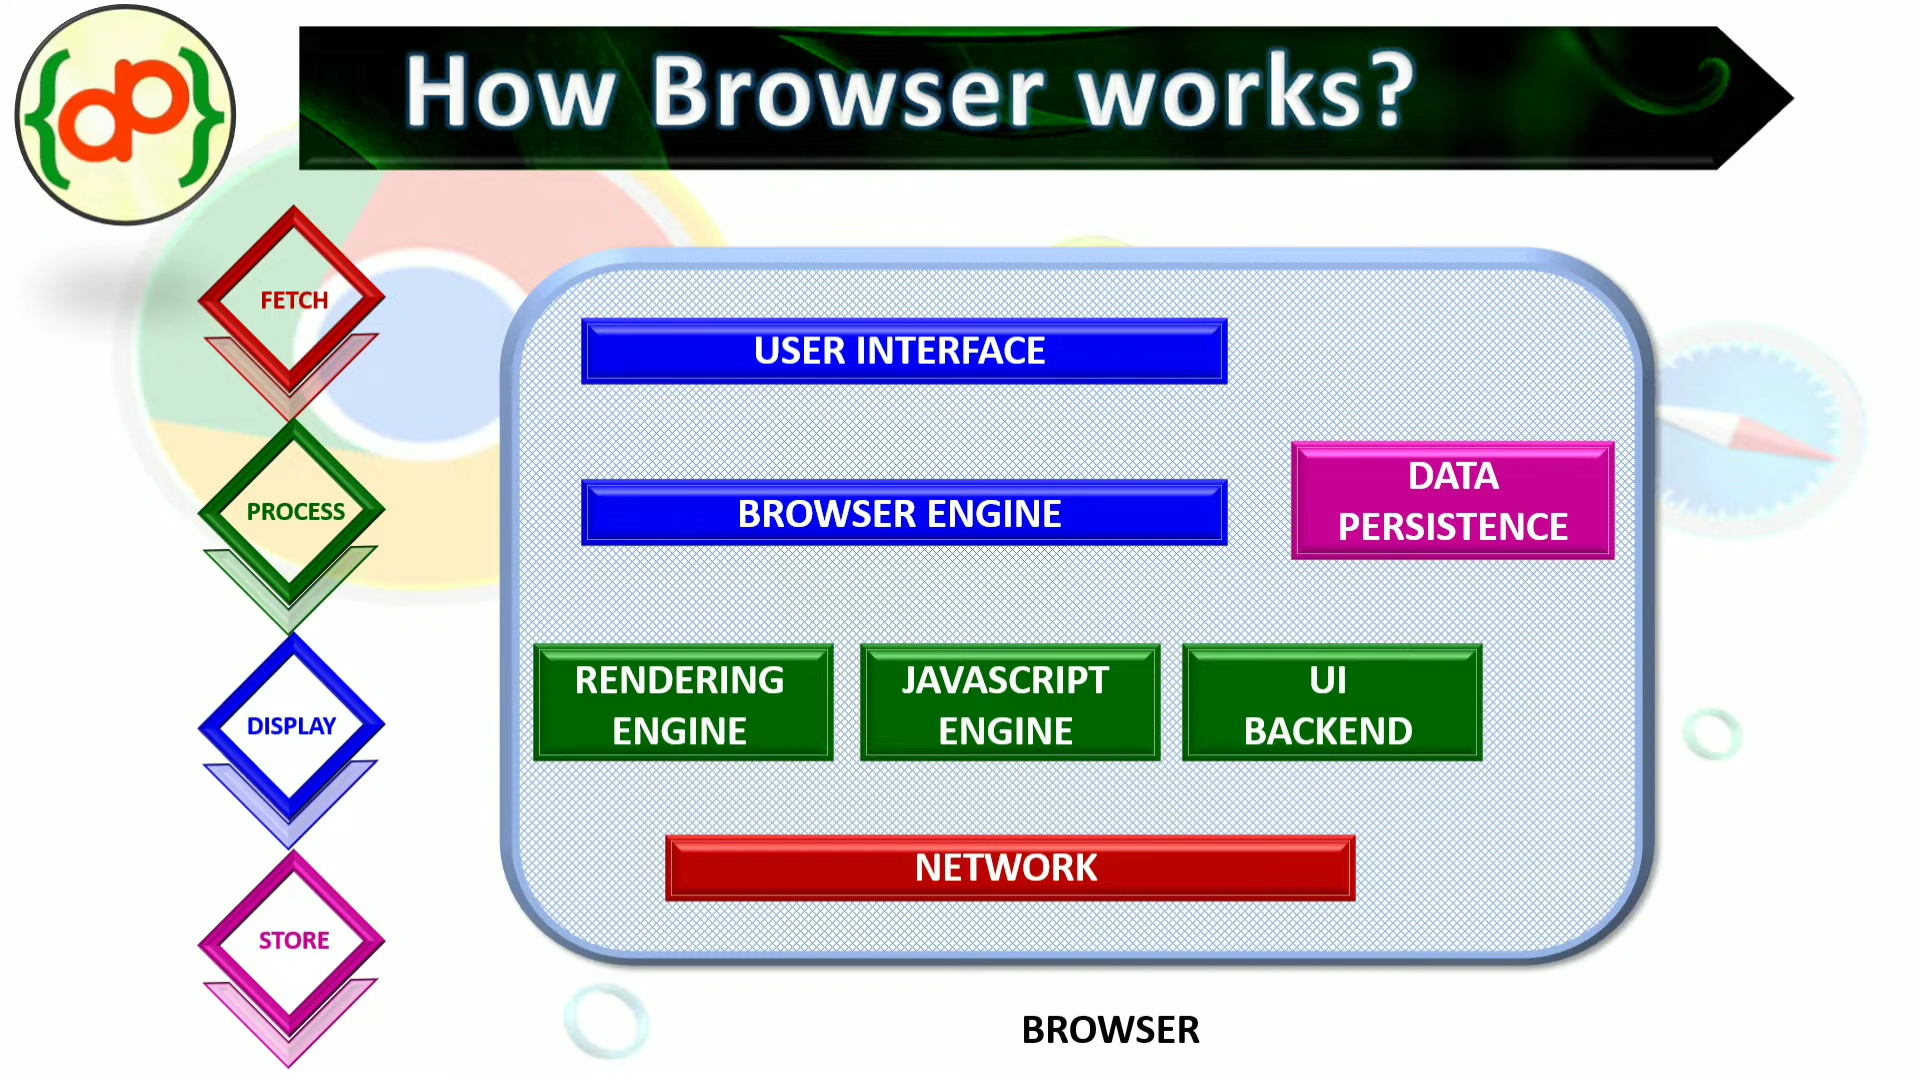 {ap}
How Browser works?
FETCH
PROCESS
DISPLAY
STORE
USER INTERFACE
BROWSER ENGINE
DATA
PERSISTENCE
RENDERING
ENGINE
JAVASCRIPT
ENGINE
UI
BACKEND
NETWORK
BROWSER